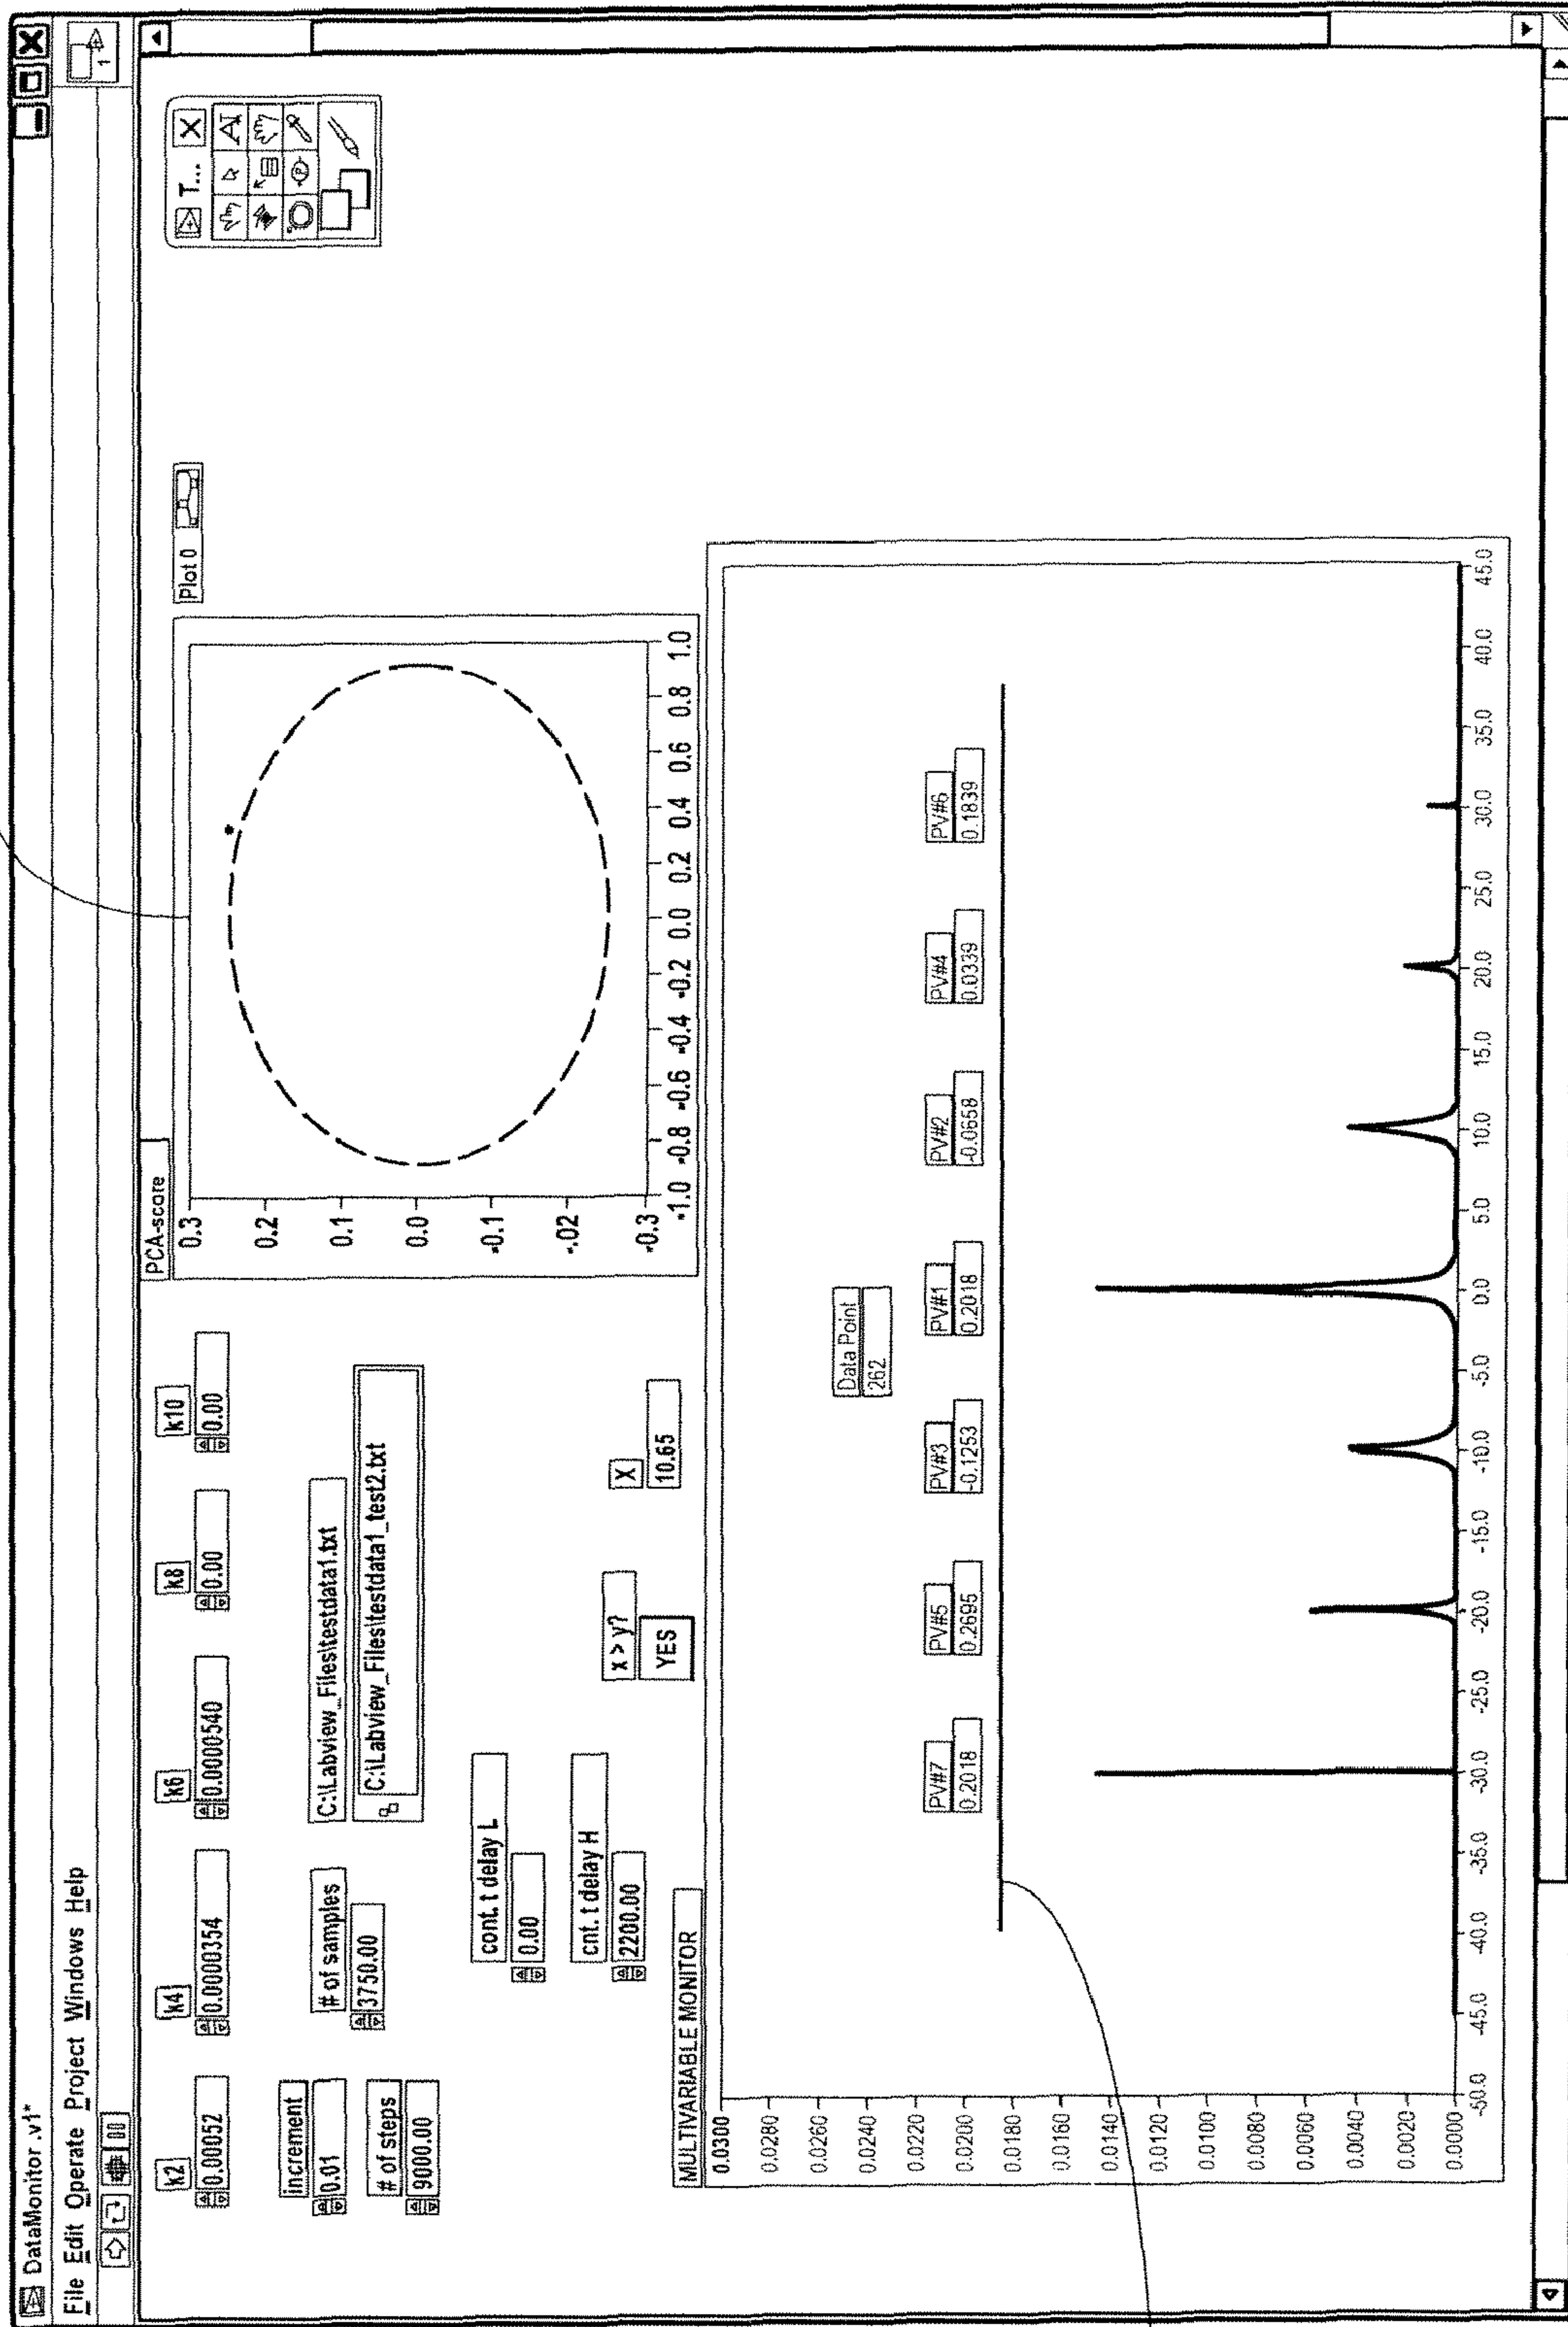 DataMonitor .v1*
File Edit Operate Project Windows Help
1
k2
0.00052
k4
0.0000354
k6
0.0000540
k8
0.00
k10
0.00
increment
0.01
# of samples
3750.00
C:\Labview_Files\testdata1.txt
C:\Labview_Files\testdata1_test2.txt
# of steps
9000.00
cont. t delay L
0.00
cnt. t delay H
2200.00
x > y?
YES
X
10.65
PCA-score
Plot 0
0.3
0.2
0.1
0.0
-0.1
-.02
-0.3
-1.0 -0.8 -0.6 -0.4 -0.2 0.0 0.2 0.4 0.6 0.8 1.0
T...
A
MULTIVARIABLE MONITOR
0.0300
0.0280
0.0260
0.0240
0.0220
0.0200
0.0180
0.0160
0.0140
0.0120
0.0100
0.0080
0.0060
0.0040
0.0020
0.0000
Data Point
262
PV#7
0.2018
PV#5
0.2695
PV#3
-0.1253
PV#1
0.2018
PV#2
-0.0658
PV#4
0.0339
PV#6
0.1839
-50.0 -45.0 -40.0 -35.0 -30.0 -25.0 -20.0 -15.0 -10.0 -5.0 0.0 5.0 10.0 15.0 20.0 25.0 30.0 35.0 40.0 45.0